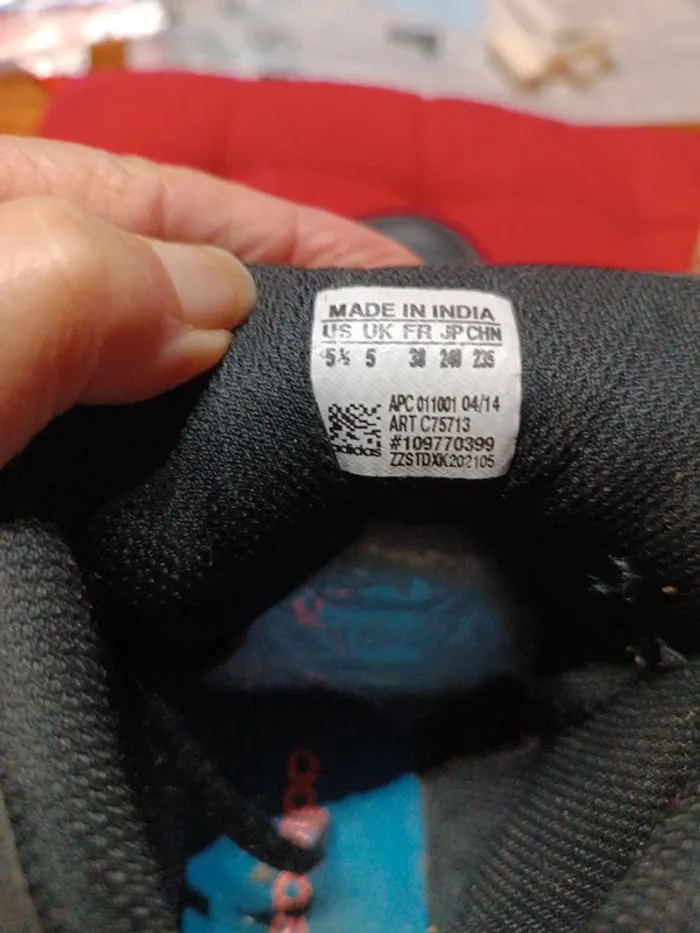 MADE IN INDIA
US UK FR JP CHN
5½ 5 38 240 235
APC 011001 04/14
ART C75713
#109770399
adidas
ZZSTDXK202105